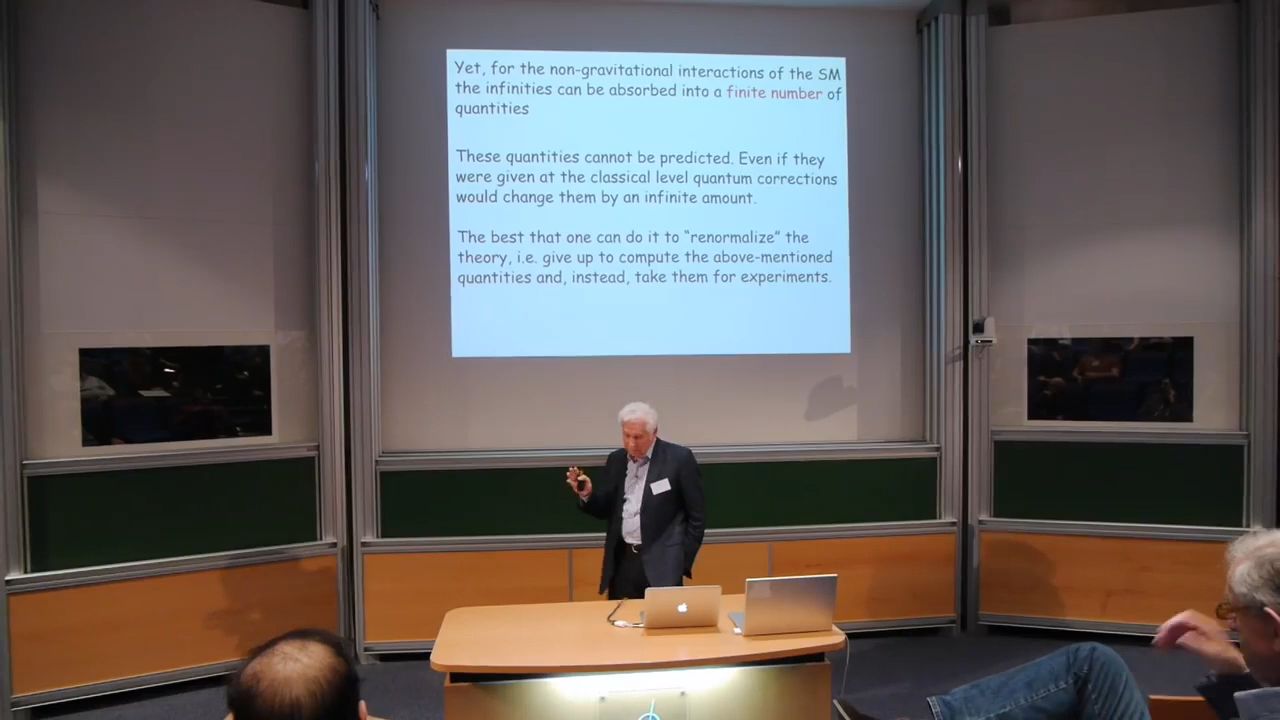 Yet, for the non-gravitational interactions of the SM
the infinities can be absorbed into a finite number of
quantities
These quantities cannot be predicted. Even if they
were given at the classical level quantum corrections
would change them by an infinite amount.
The best that one can do it to “renormalize” the
theory, i.e. give up to compute the above-mentioned
quantities and, instead, take them for experiments.